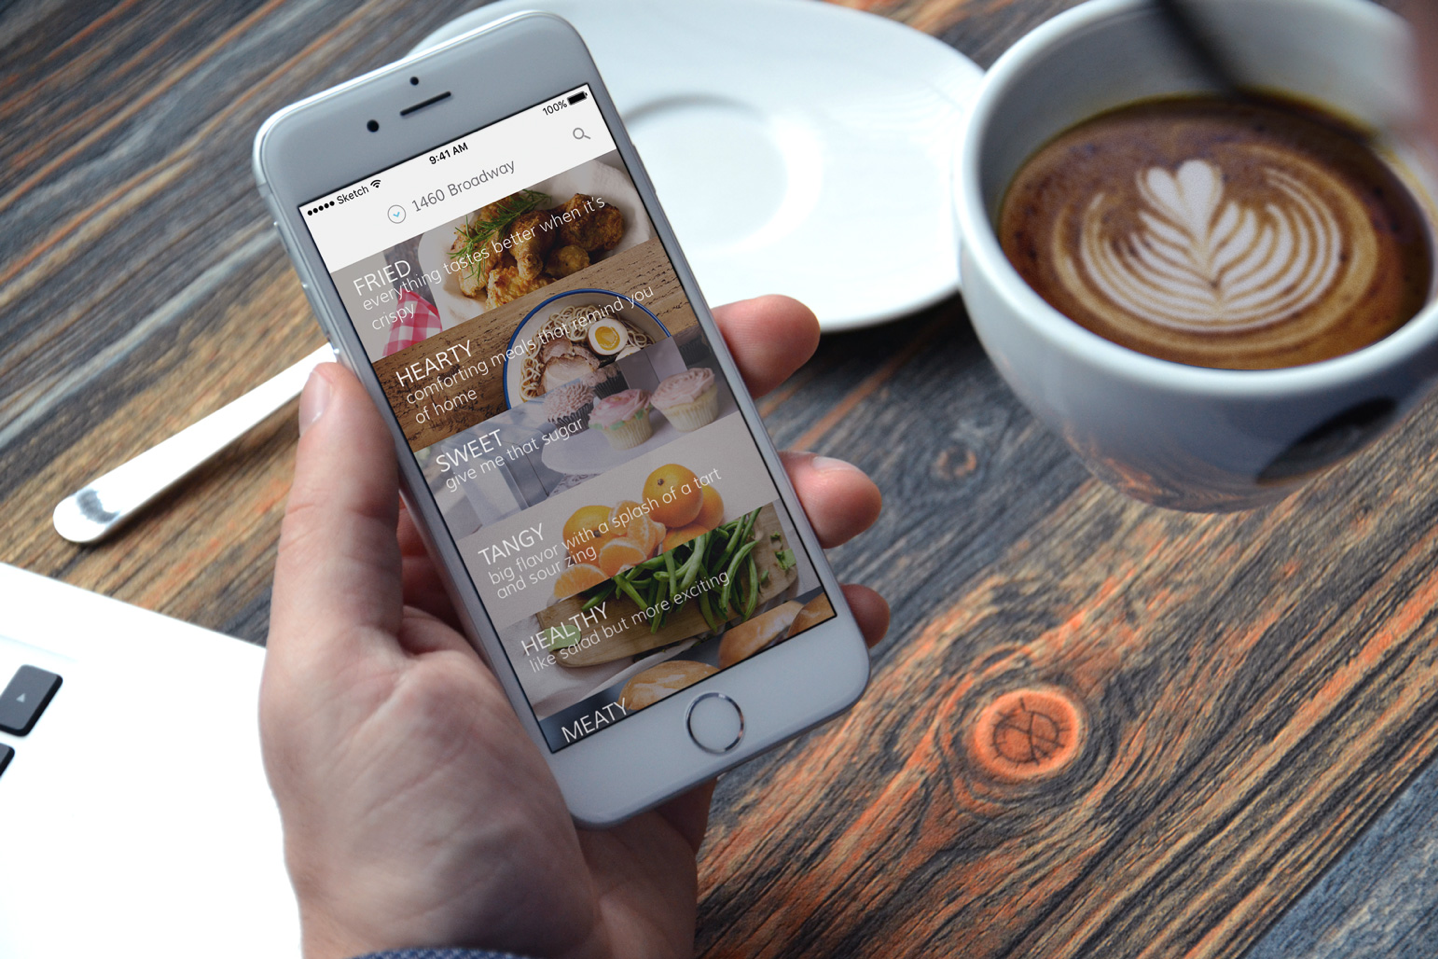 ●●●●● Sketch 9:41 AM 100%
1460 Broadway
FRIED
everything tastes better when it's
crispy
HEARTY
comforting meals that remind you
of home
SWEET
give me that sugar
TANGY
big flavor with a splash of a tart
and sour zing
HEALTHY
like salad but more exciting
MEATY